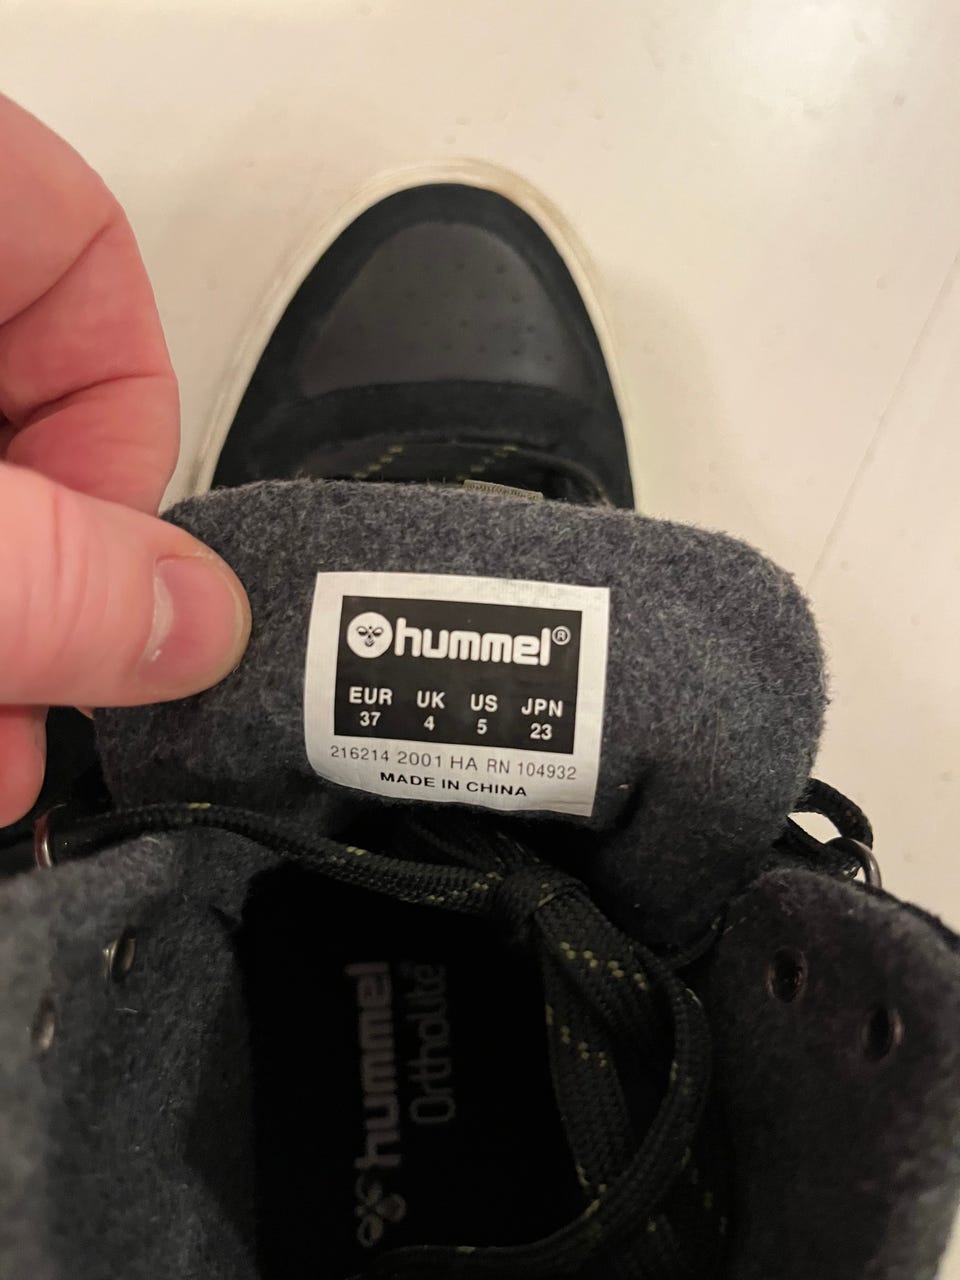 hummel®
EUR UK US JPN
37 4 5 23
216214 2001 HA RN 104932
MADE IN CHINA
hummel
OrthoLite®